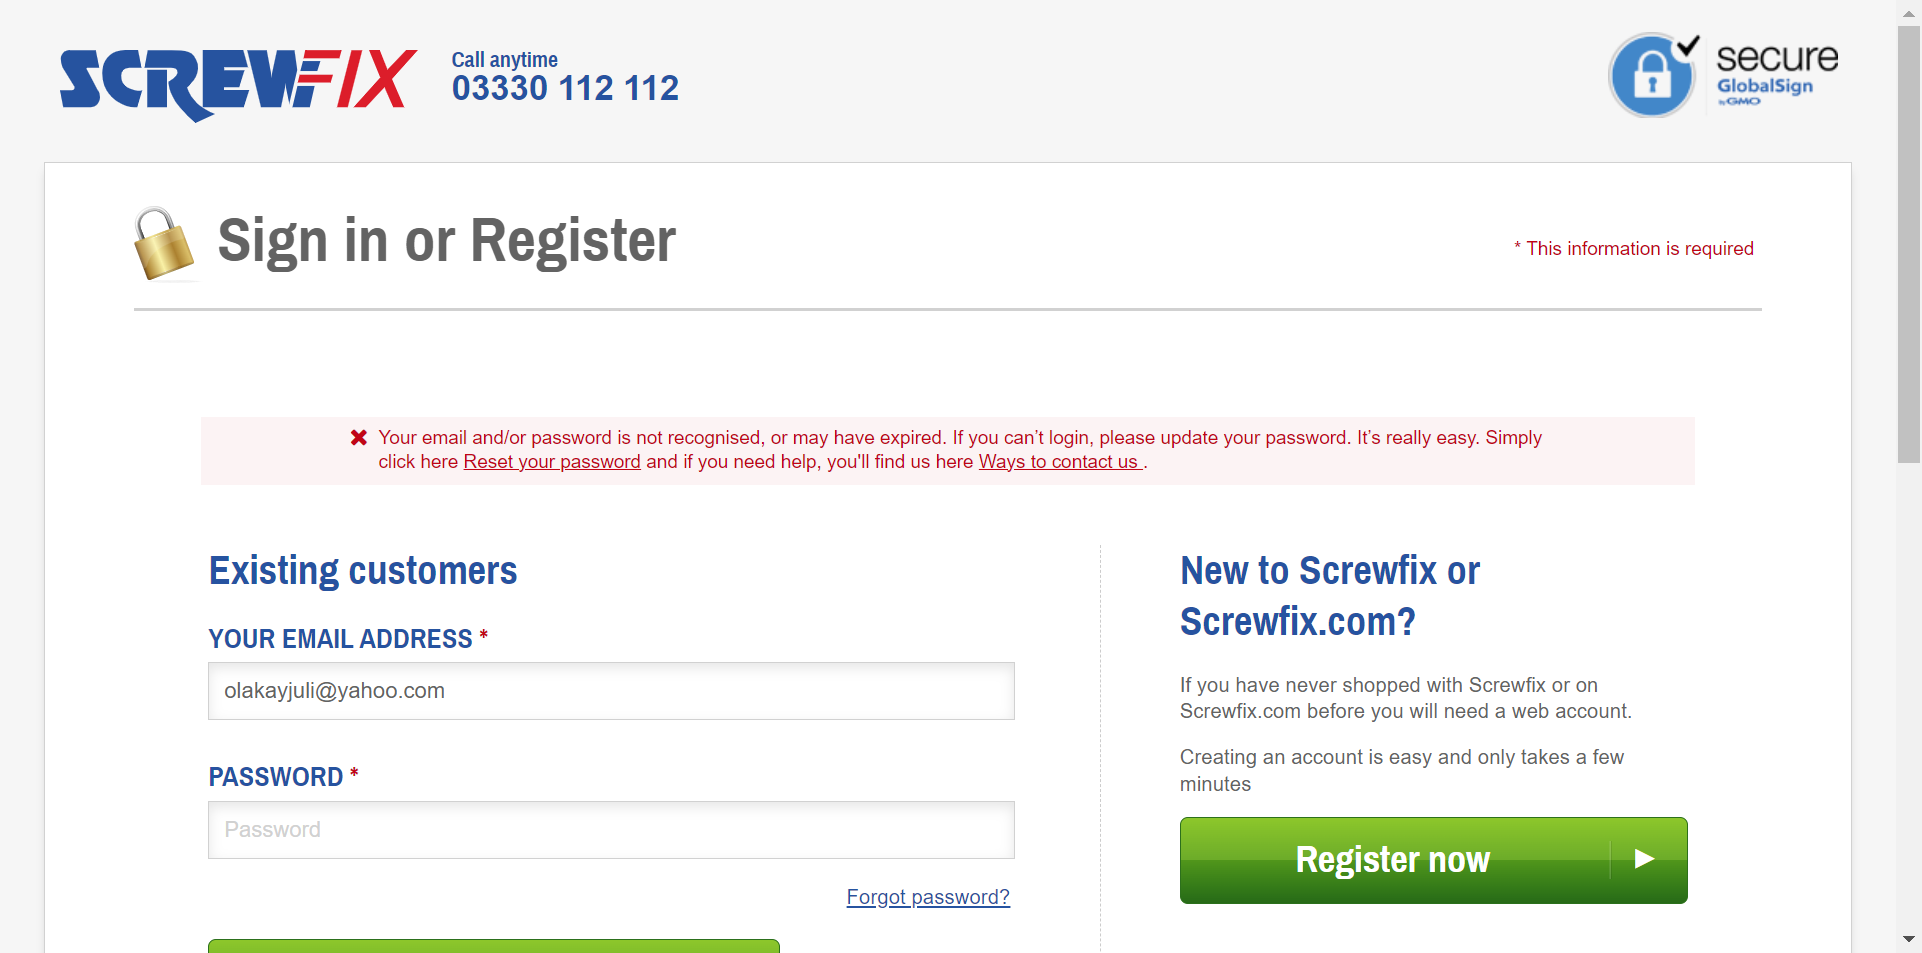 SCREWFIX
Call anytime
03330 112 112
secure
GlobalSign
by GMO
Sign in or Register
* This information is required
Your email and/or password is not recognised, or may have expired. If you can’t login, please update your password. It’s really easy. Simply
click here Reset your password and if you need help, you'll find us here Ways to contact us .
Existing customers
YOUR EMAIL ADDRESS *
olakayjuli@yahoo.com
PASSWORD *
Password
Forgot password?
New to Screwfix or
Screwfix.com?
If you have never shopped with Screwfix or on
Screwfix.com before you will need a web account.
Creating an account is easy and only takes a few
minutes
Register now